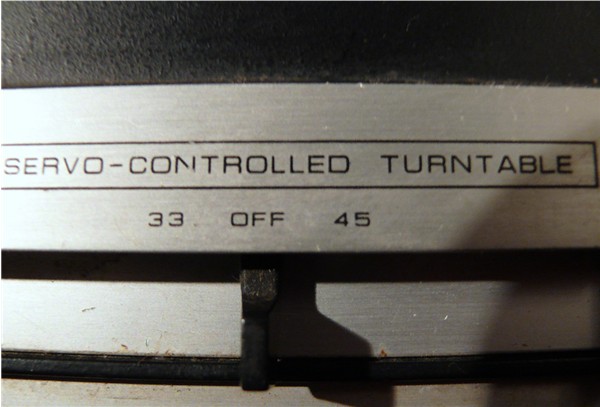 SERVO-CONTROLLED TURNTABLE
33 OFF 45